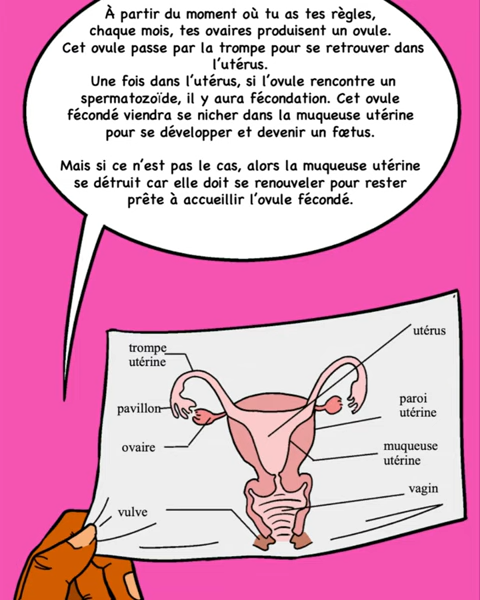 À partir du moment où tu as tes règles,
chaque mois, tes ovaires produisent un ovule.
Cet ovule passe par la trompe pour se retrouver dans
l'utérus.
Une fois dans l'utérus, si l'ovule rencontre un
spermatozoïde, il y aura fécondation. Cet ovule
fécondé viendra se nicher dans la muqueuse utérine
pour se développer et devenir un fœtus.
Mais si ce n'est pas le cas, alors la muqueuse utérine
se détruit car elle doit se renouveler pour rester
prête à accueillir l'ovule fécondé.
utérus
trompe
utérine
pavillon
paroi
utérine
ovaire
muqueuse
utérine
vagin
vulve